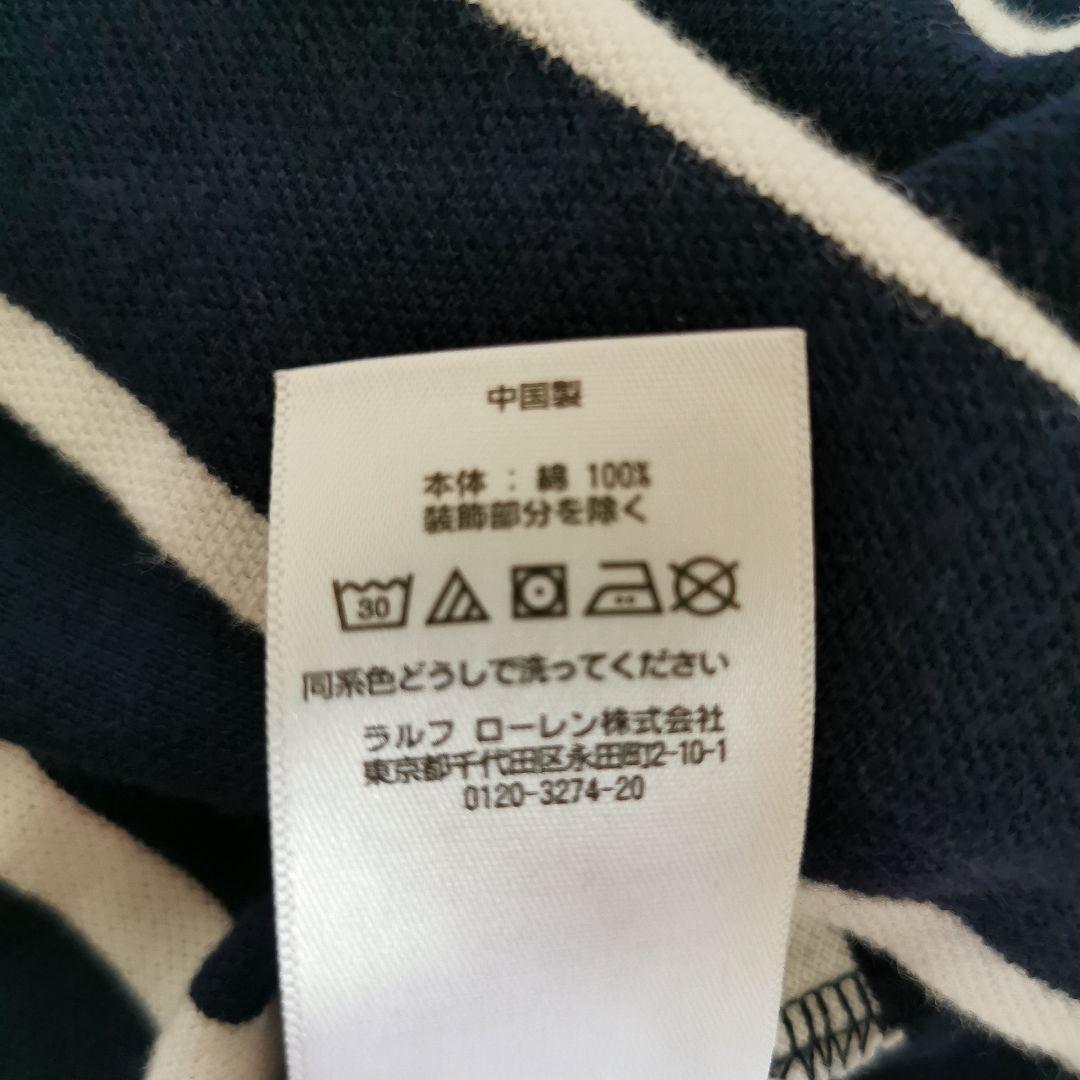 中国製
本体 : 綿 100%
装飾部分を除く
30
同系色どうしで洗ってください
ラルフ ローレン株式会社
東京都千代田区永田町2-10-1
0120-3274-20